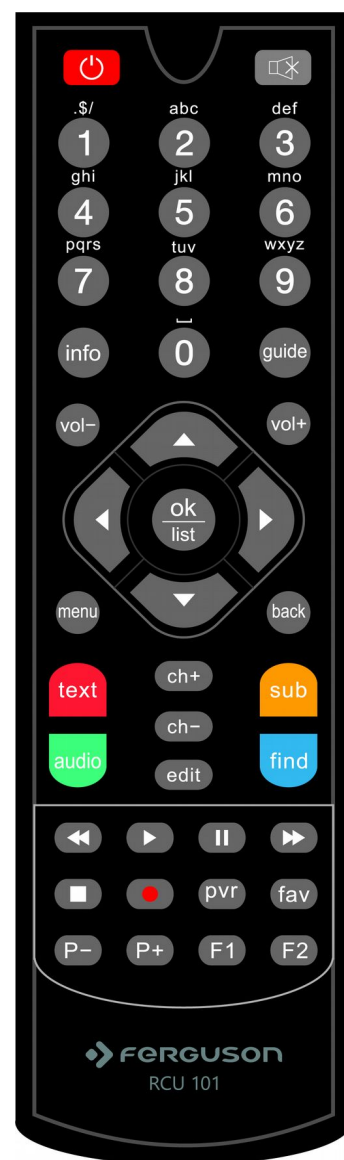 .$/ abc def
1 2 3
ghi jkl mno
4 5 6
pqrs tuv wxyz
7 8 9
info 0 guide
vol− vol+
ok
list
menu back
text ch+ sub
ch−
audio find
edit
pvr fav
P− P+ F1 F2
FERGUSON
RCU 101